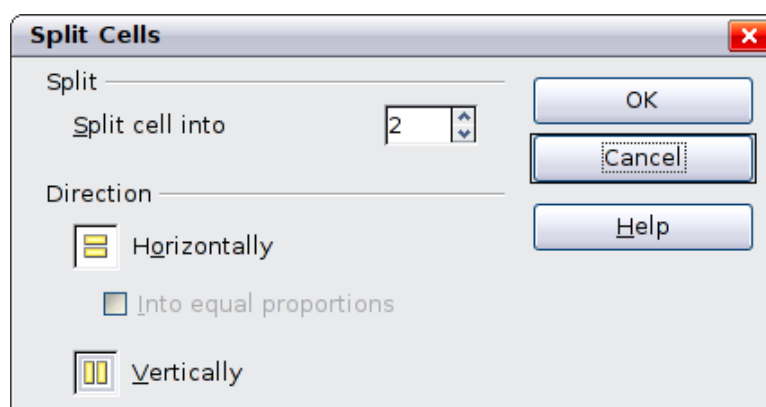 Split Cells
Split
Split cell into
2
OK
Cancel
Help
Direction
Horizontally
Into equal proportions
Vertically